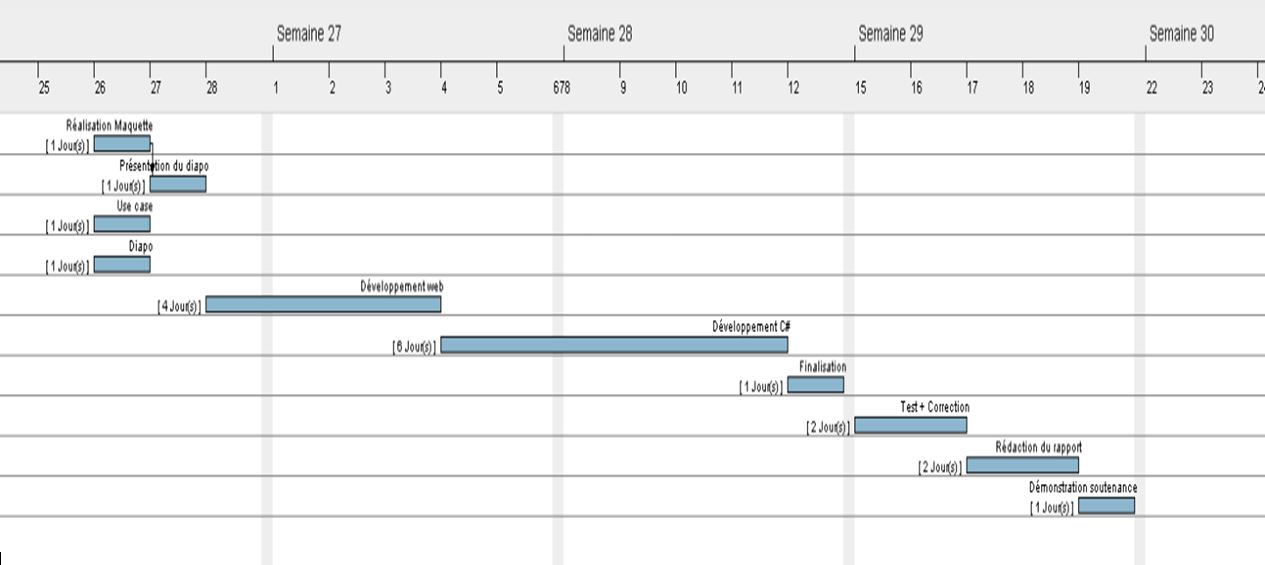 Semaine 27 Semaine 28 Semaine 29 Semaine 30
25 26 27 28 1 2 3 4 5 678 9 10 11 12 15 16 17 18 19 22 23 24
Réalisation Maquette
[ 1 Jour(s) ]
Présentation du diapo
[ 1 Jour(s) ]
Use case
[ 1 Jour(s) ]
Diapo
[ 1 Jour(s) ]
Développement web
[ 4 Jour(s) ]
Développement C#
[ 6 Jour(s) ]
Finalisation
[ 1 Jour(s) ]
Test + Correction
[ 2 Jour(s) ]
Rédaction du rapport
[ 2 Jour(s) ]
Démonstration soutenance
[ 1 Jour(s) ]